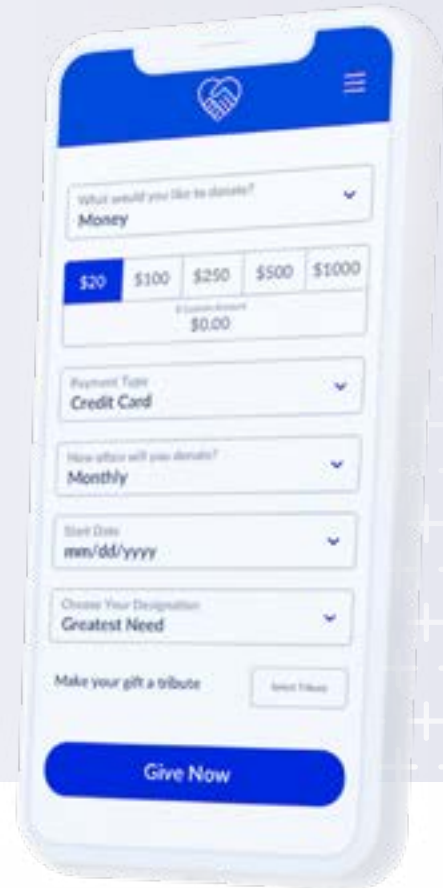 What would you like to donate?
Money
$20 $100 $250 $500 $1000
$ Custom Amount
$0.00
Payment Type
Credit Card
How often will you donate?
Monthly
Start Date
mm/dd/yyyy
Choose Your Designation
Greatest Need
Make your gift a tribute
Select Tribute
Give Now